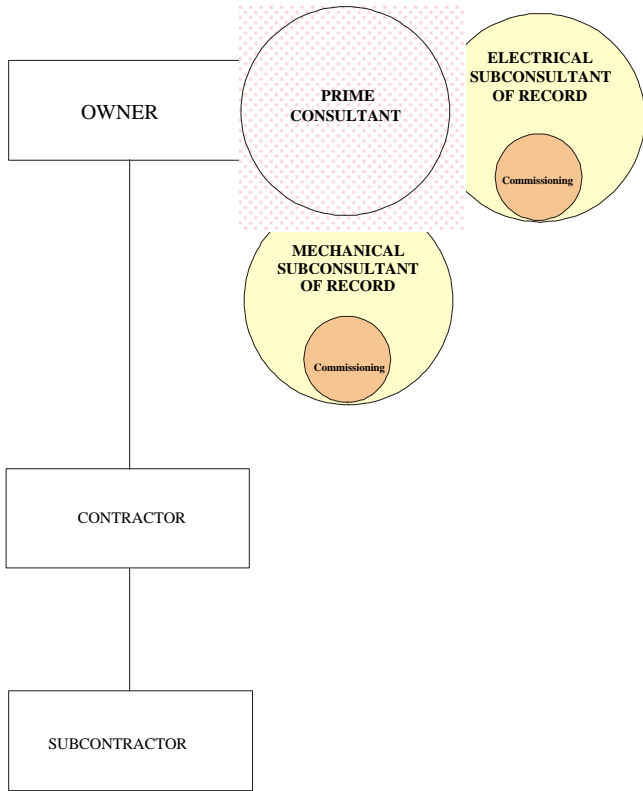 OWNER
PRIME
CONSULTANT
ELECTRICAL
SUBCONSULTANT
OF RECORD
Commissioning
MECHANICAL
SUBCONSULTANT
OF RECORD
Commissioning
CONTRACTOR
SUBCONTRACTOR